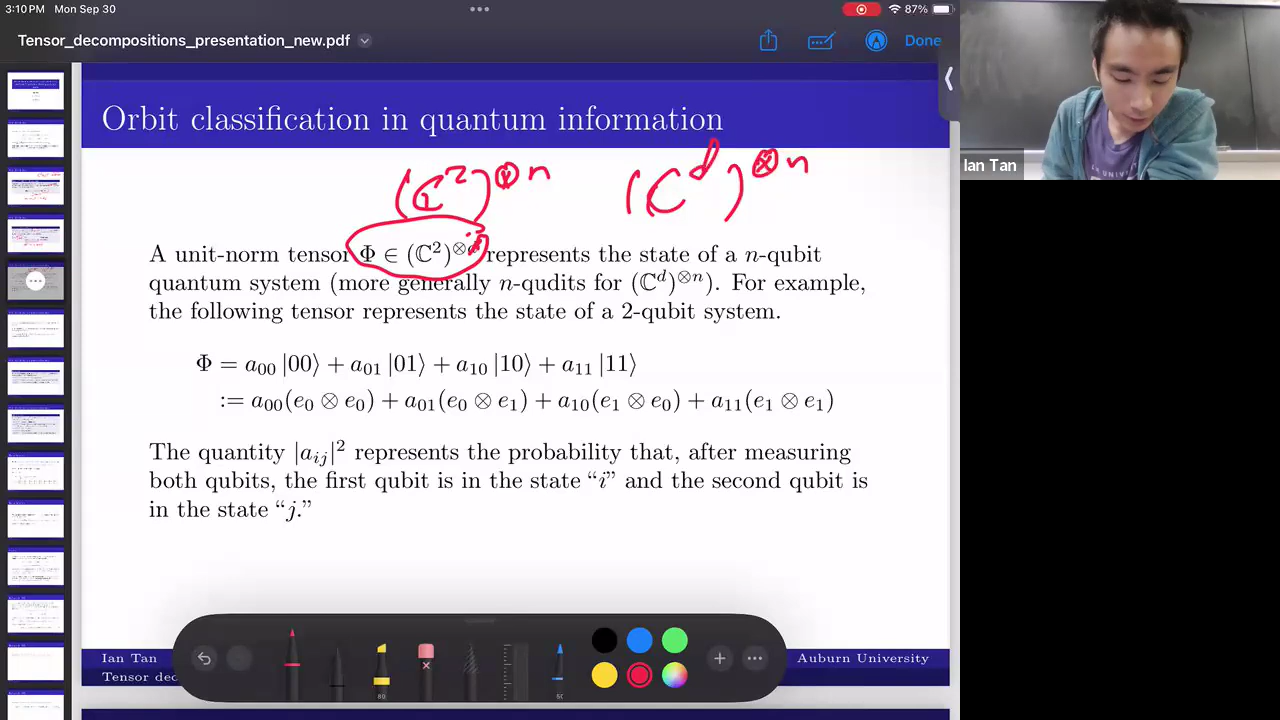 3:10 PM Mon Sep 30
87%
Tensor_decompositions_presentation_new.pdf
Done
Orbit classification in quantum information
(ℂ²)^⊗n (ℂ^d)^⊗n
A unit-norm tensor Φ ∈ (ℂ²)^⊗ represents the state of a n-qubit
quantum system (more generally n-qudits for (ℂ^d)^⊗n). For example,
the following tensor represents the state of a 2-qubit system.
Φ = a₀₀ |00⟩ + a₀₁ |01⟩ + a₁₀ |10⟩ + a₁₁ |11⟩
:= a₀₀(e₀ ⊗ e₀) + a₀₁(e₀ ⊗ e₁) + a₁₀(e₁ ⊗ e₀) + a₁₁(e₁ ⊗ e₁)
The quantity |a_ij|² represents the probability that, after measuring
both qubits, the first qubit is in the state “i” and the second qubit is
in the state “j.”
Ian Tan
Auburn University
Tensor dec
80
50
Ian Tan